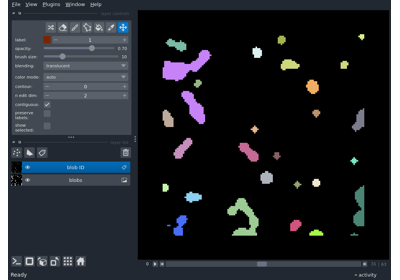 File View Plugins Window Help
label: 1
opacity: 0.70
brush size: 10
blending: translucent
color mode: auto
contour: 0
n edit dim: 2
contiguous:
preserve
labels:
show
selected:
blob ID
blobs
Ready
activity